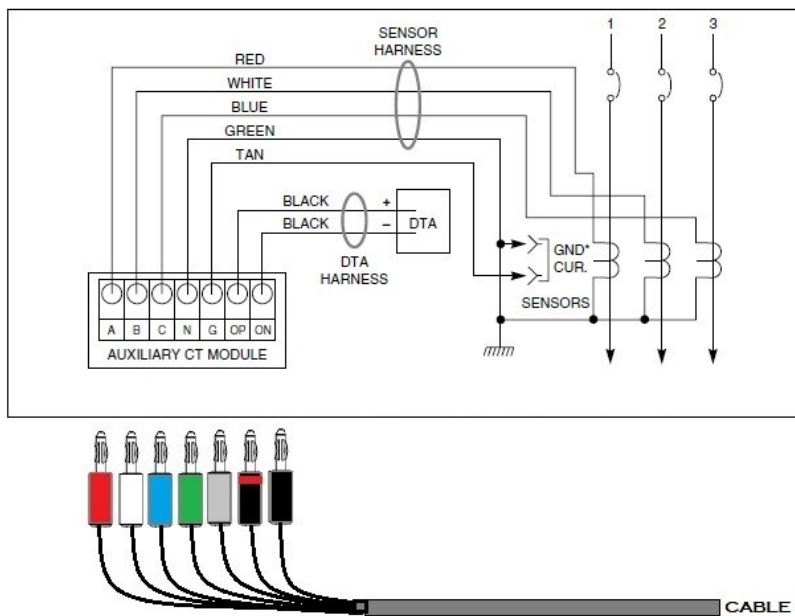 SENSOR
HARNESS
1 2 3
RED
WHITE
BLUE
GREEN
TAN
BLACK +
BLACK −
DTA
DTA
HARNESS
GND*
CUR.
SENSORS
A B C N G OP ON
AUXILIARY CT MODULE
CABLE